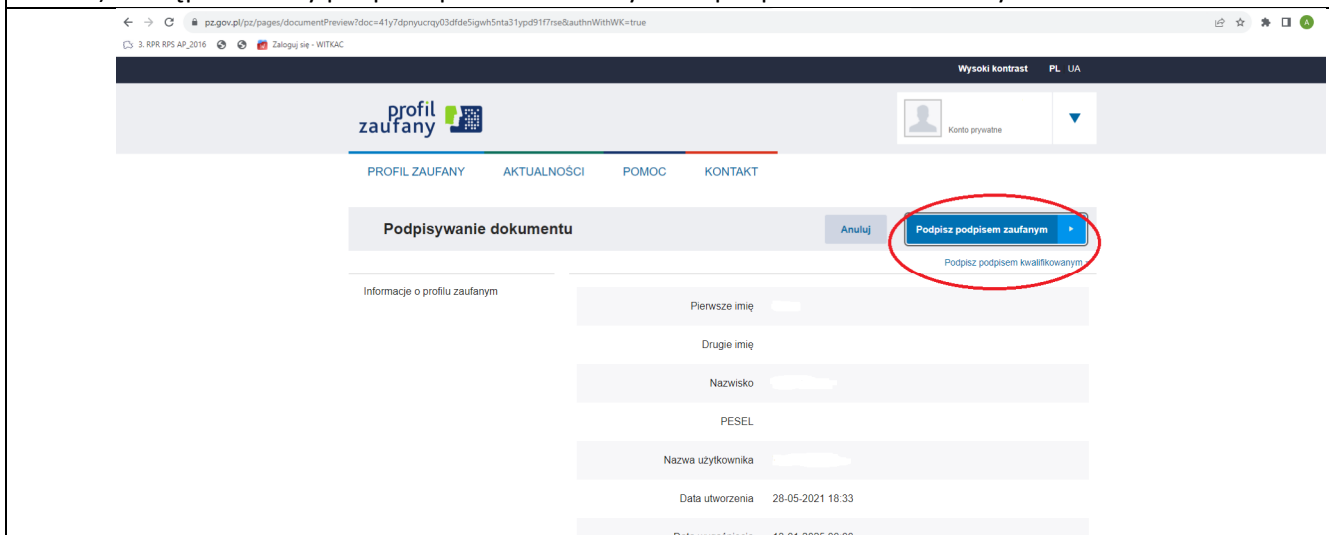 pz.gov.pl/pz/pages/documentPreview?doc=41y7dpnyucrqy03dfde5igwh5nta31ypd91f7rse&authnWithWK=true
3. RPR RPS AP_2016 Zaloguj się - WITKAC
Wysoki kontrast PL UA
profil
zaufany
Konto prywatne
PROFIL ZAUFANY AKTUALNOŚCI POMOC KONTAKT
Podpisywanie dokumentu Anuluj Podpisz podpisem zaufanym
Podpisz podpisem kwalifikowanym
Informacje o profilu zaufanym
Pierwsze imię
Drugie imię
Nazwisko
PESEL
Nazwa użytkownika
Data utworzenia 28-05-2021 18:33